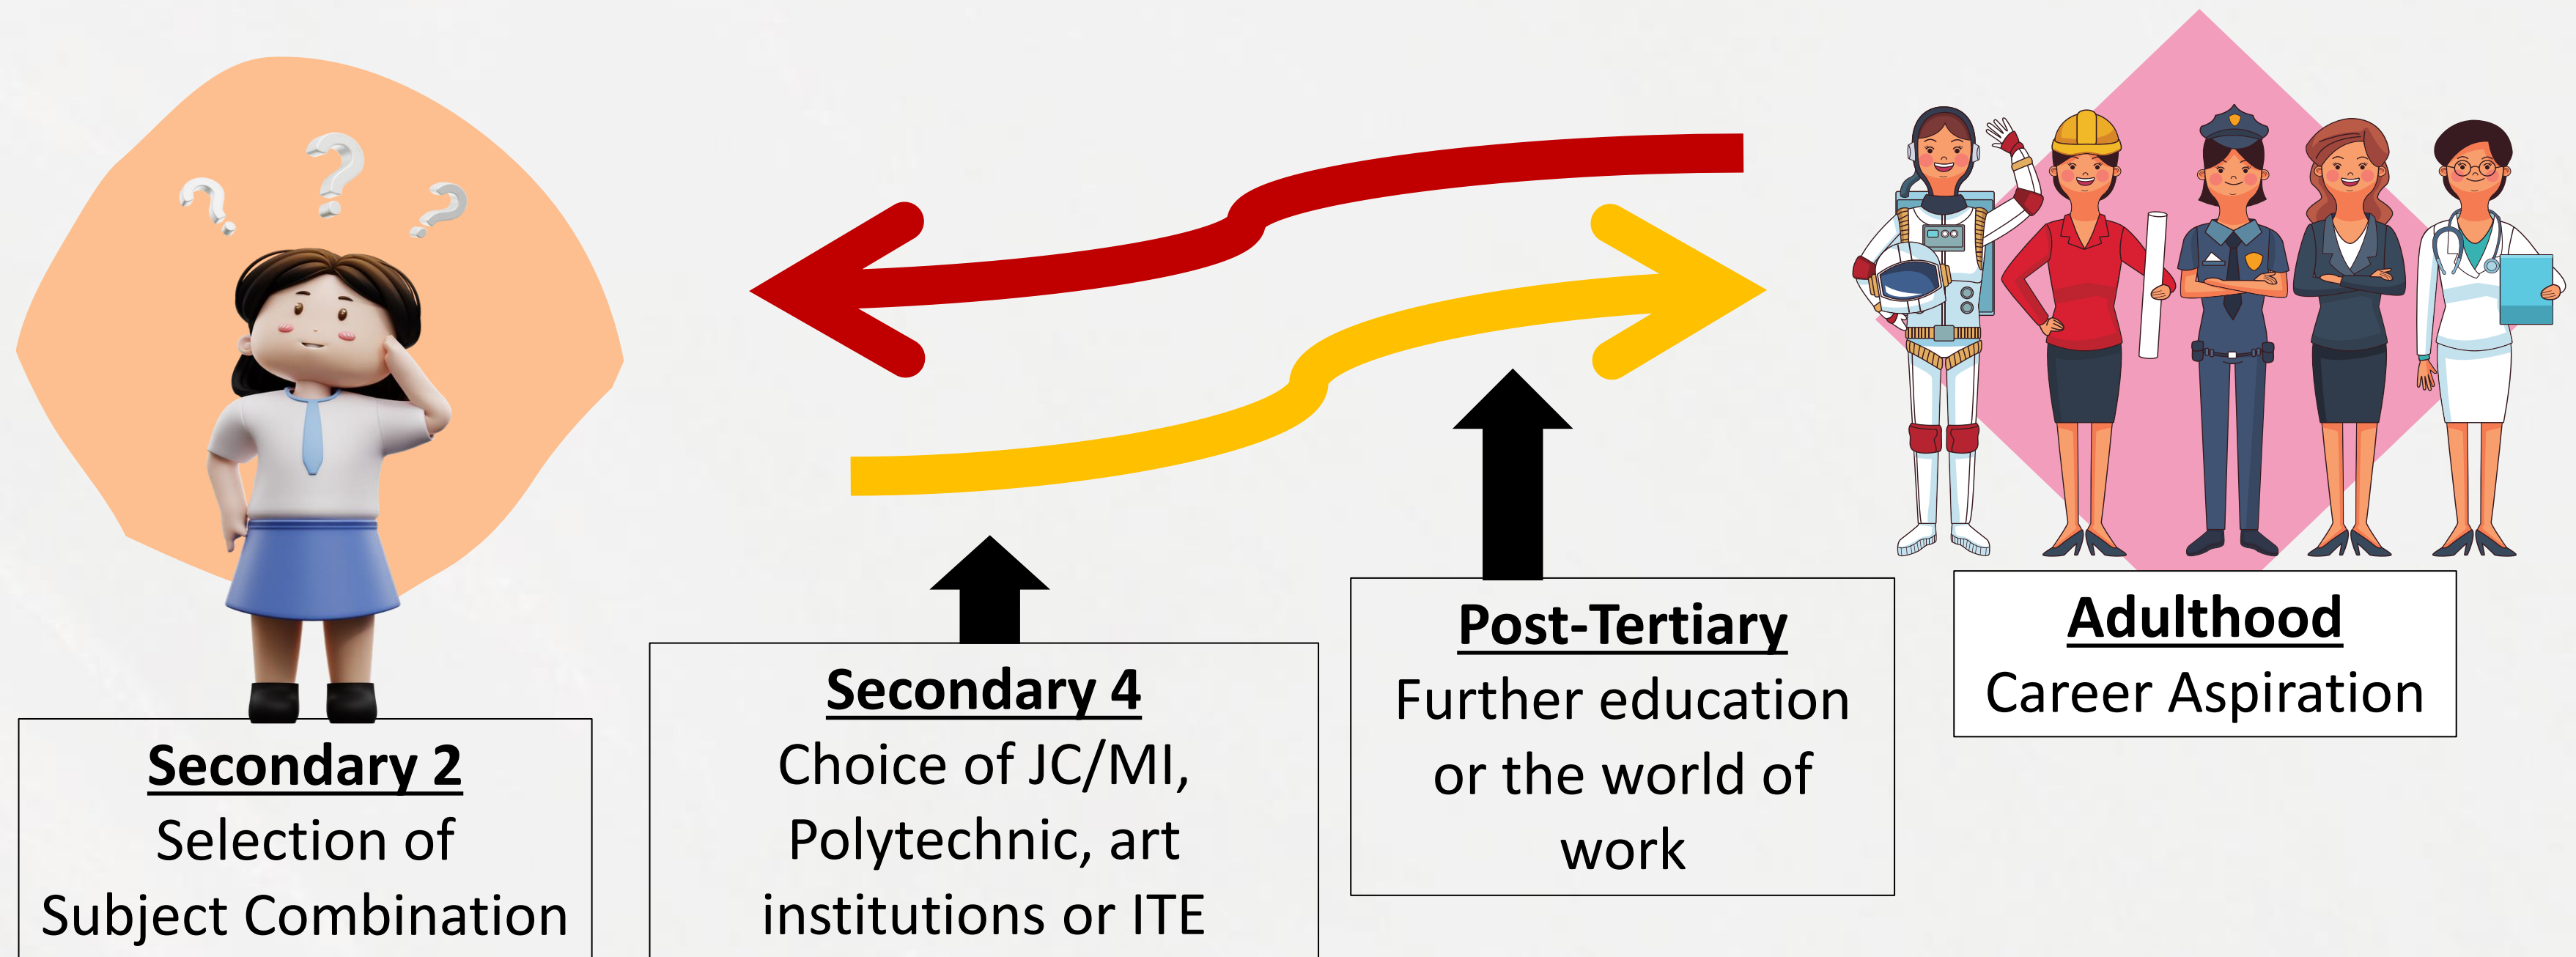 Secondary 2
Selection of
Subject Combination
Secondary 4
Choice of JC/MI,
Polytechnic, art
institutions or ITE
Post-Tertiary
Further education
or the world of
work
Adulthood
Career Aspiration